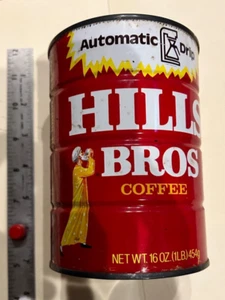 Automatic Drip
HILLS
BROS
COFFEE
NET WT. 16 OZ. (1 LB.) 454g